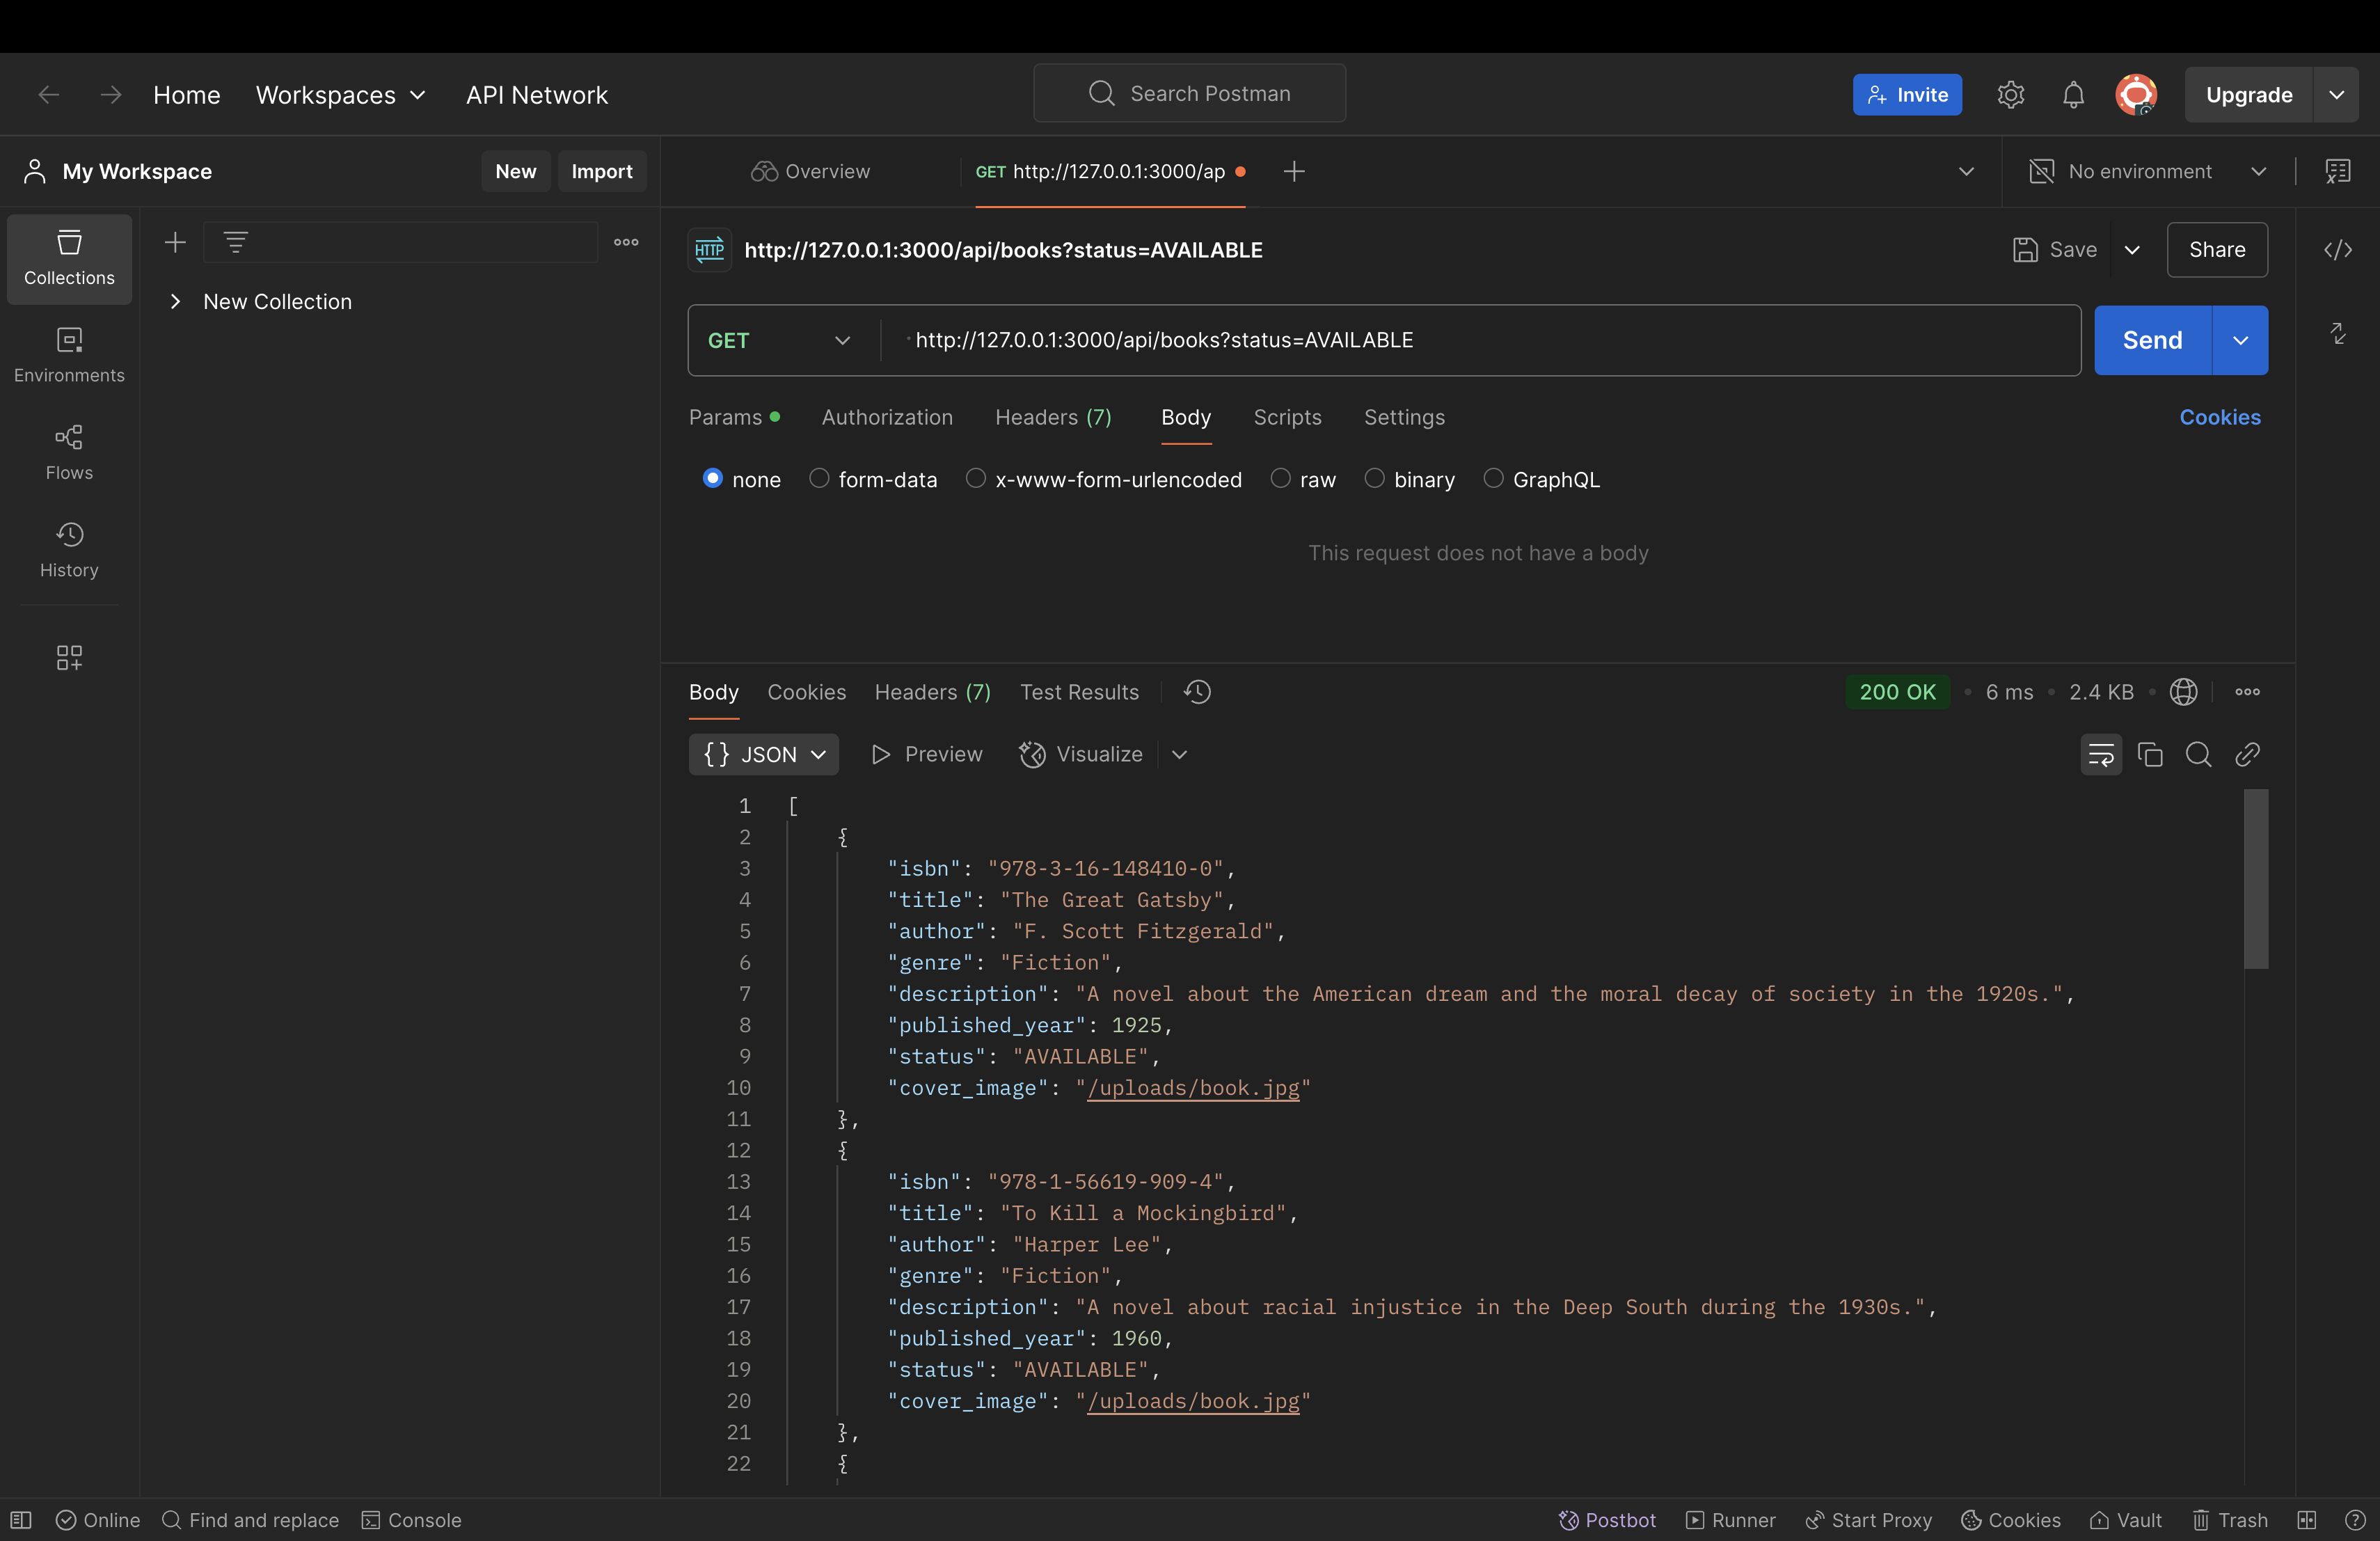 Home Workspaces API Network Search Postman Invite Upgrade
My Workspace New Import Overview GET http://127.0.0.1:3000/ap No environment
Collections
New Collection
Environments
Flows
History
HTTP http://127.0.0.1:3000/api/books?status=AVAILABLE Save Share
GET http://127.0.0.1:3000/api/books?status=AVAILABLE Send
Params Authorization Headers (7) Body Scripts Settings Cookies
none form-data x-www-form-urlencoded raw binary GraphQL
This request does not have a body
Body Cookies Headers (7) Test Results 200 OK 6 ms 2.4 KB
{} JSON Preview Visualize
1 [
2 {
3 "isbn": "978-3-16-148410-0",
4 "title": "The Great Gatsby",
5 "author": "F. Scott Fitzgerald",
6 "genre": "Fiction",
7 "description": "A novel about the American dream and the moral decay of society in the 1920s.",
8 "published_year": 1925,
9 "status": "AVAILABLE",
10 "cover_image": "/uploads/book.jpg"
11 },
12 {
13 "isbn": "978-1-56619-909-4",
14 "title": "To Kill a Mockingbird",
15 "author": "Harper Lee",
16 "genre": "Fiction",
17 "description": "A novel about racial injustice in the Deep South during the 1930s.",
18 "published_year": 1960,
19 "status": "AVAILABLE",
20 "cover_image": "/uploads/book.jpg"
21 },
22 {
Online Find and replace Console Postbot Runner Start Proxy Cookies Vault Trash